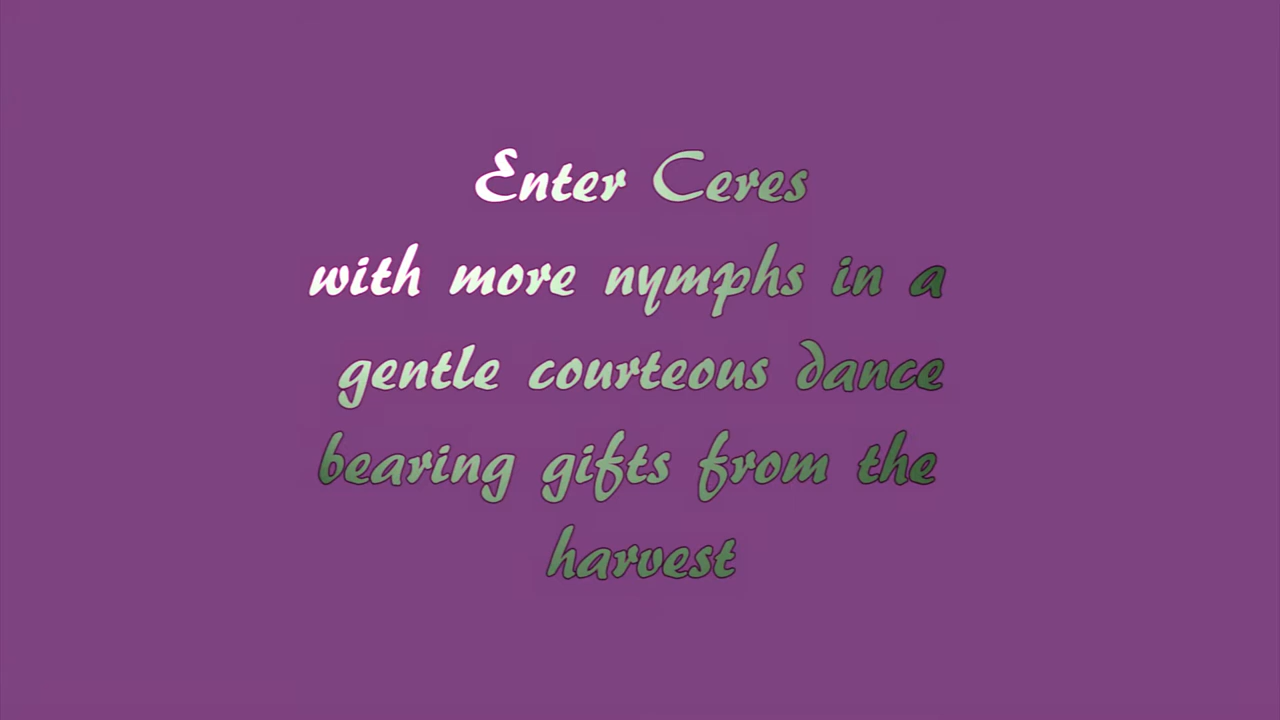 Enter Ceres
with more nymphs in a
gentle courteous dance
bearing gifts from the
harvest